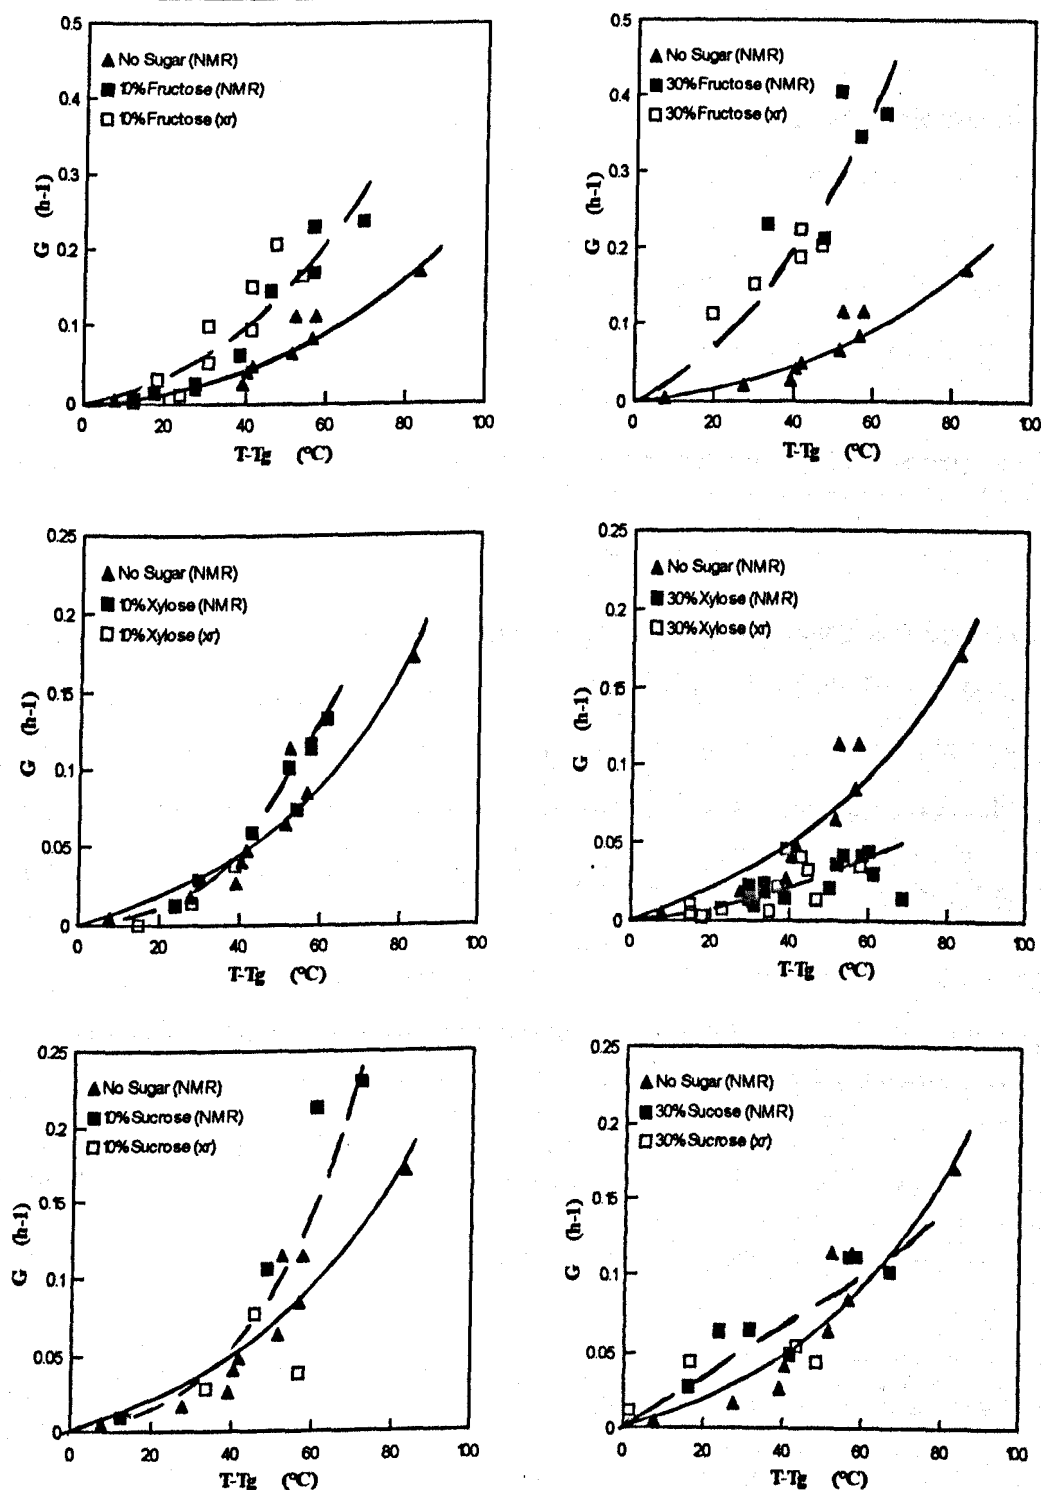 0.5
0.4
0.3
0.2
0.1
0
G (h-1)
▲ No Sugar (NMR)
■ 10% Fructose (NMR)
□ 10% Fructose (xr)
0 20 40 60 80 100
T-Tg (°C)
0.5
0.4
0.3
0.2
0.1
0
G (h-1)
▲ No Sugar (NMR)
■ 30% Fructose (NMR)
□ 30% Fructose (xr)
20 40 60 80 100
T-Tg (°C)
0.25
0.2
0.15
0.1
0.05
0
G (h-1)
▲ No Sugar (NMR)
■ 10% Xylose (NMR)
□ 10% Xylose (xr)
0 20 40 60 80 100
T-Tg (°C)
0.25
0.2
0.15
0.1
0.05
0
G (h-1)
▲ No Sugar (NMR)
■ 30% Xylose (NMR)
□ 30% Xylose (xr)
0 20 40 60 80 100
T-Tg (°C)
0.25
0.2
0.15
0.1
0.05
0
G (h-1)
▲ No Sugar (NMR)
■ 10% Sucrose (NMR)
□ 10% Sucrose (xr)
0 20 40 60 80 100
T-Tg (°C)
0.25
0.2
0.15
0.1
0.05
0
G (h-1)
▲ No Sugar (NMR)
■ 30% Sucose (NMR)
□ 30% Sucrose (xr)
0 20 40 60 80 100
T-Tg (°C)